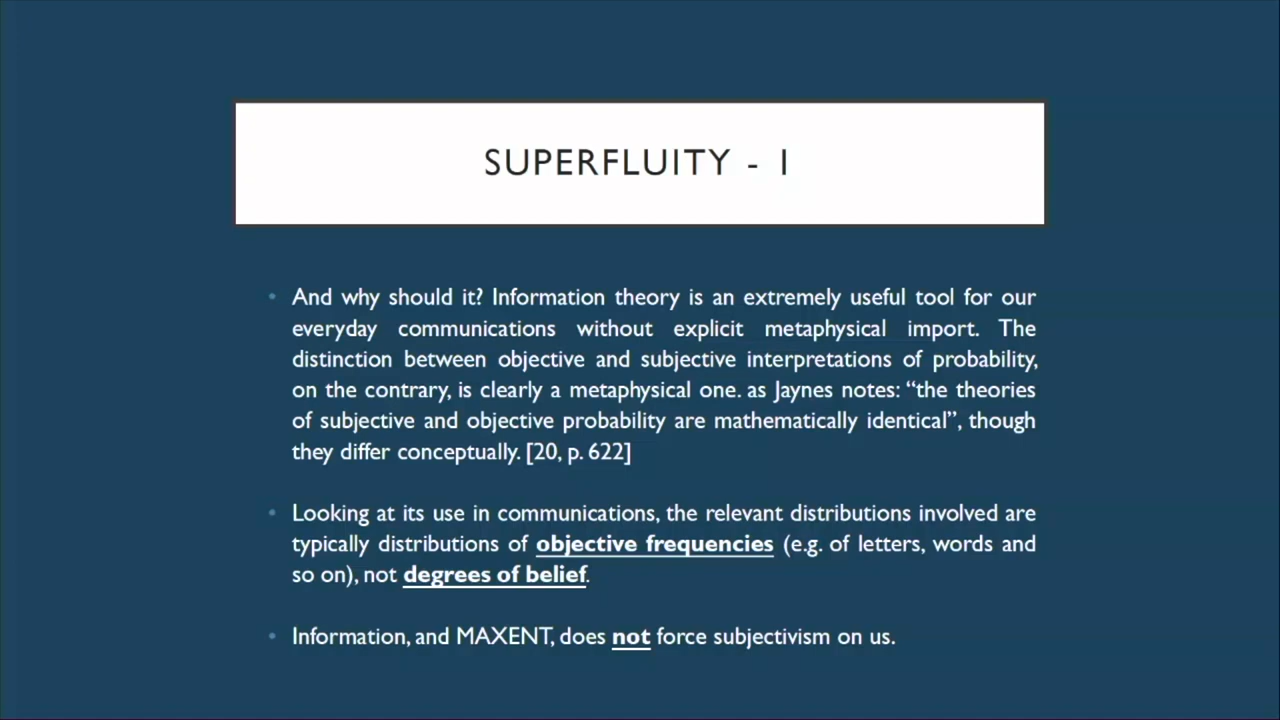 SUPERFLUITY - 1
• And why should it? Information theory is an extremely useful tool for our
everyday communications without explicit metaphysical import. The
distinction between objective and subjective interpretations of probability,
on the contrary, is clearly a metaphysical one. as Jaynes notes: “the theories
of subjective and objective probability are mathematically identical”, though
they differ conceptually. [20, p. 622]
• Looking at its use in communications, the relevant distributions involved are
typically distributions of objective frequencies (e.g. of letters, words and
so on), not degrees of belief.
• Information, and MAXENT, does not force subjectivism on us.